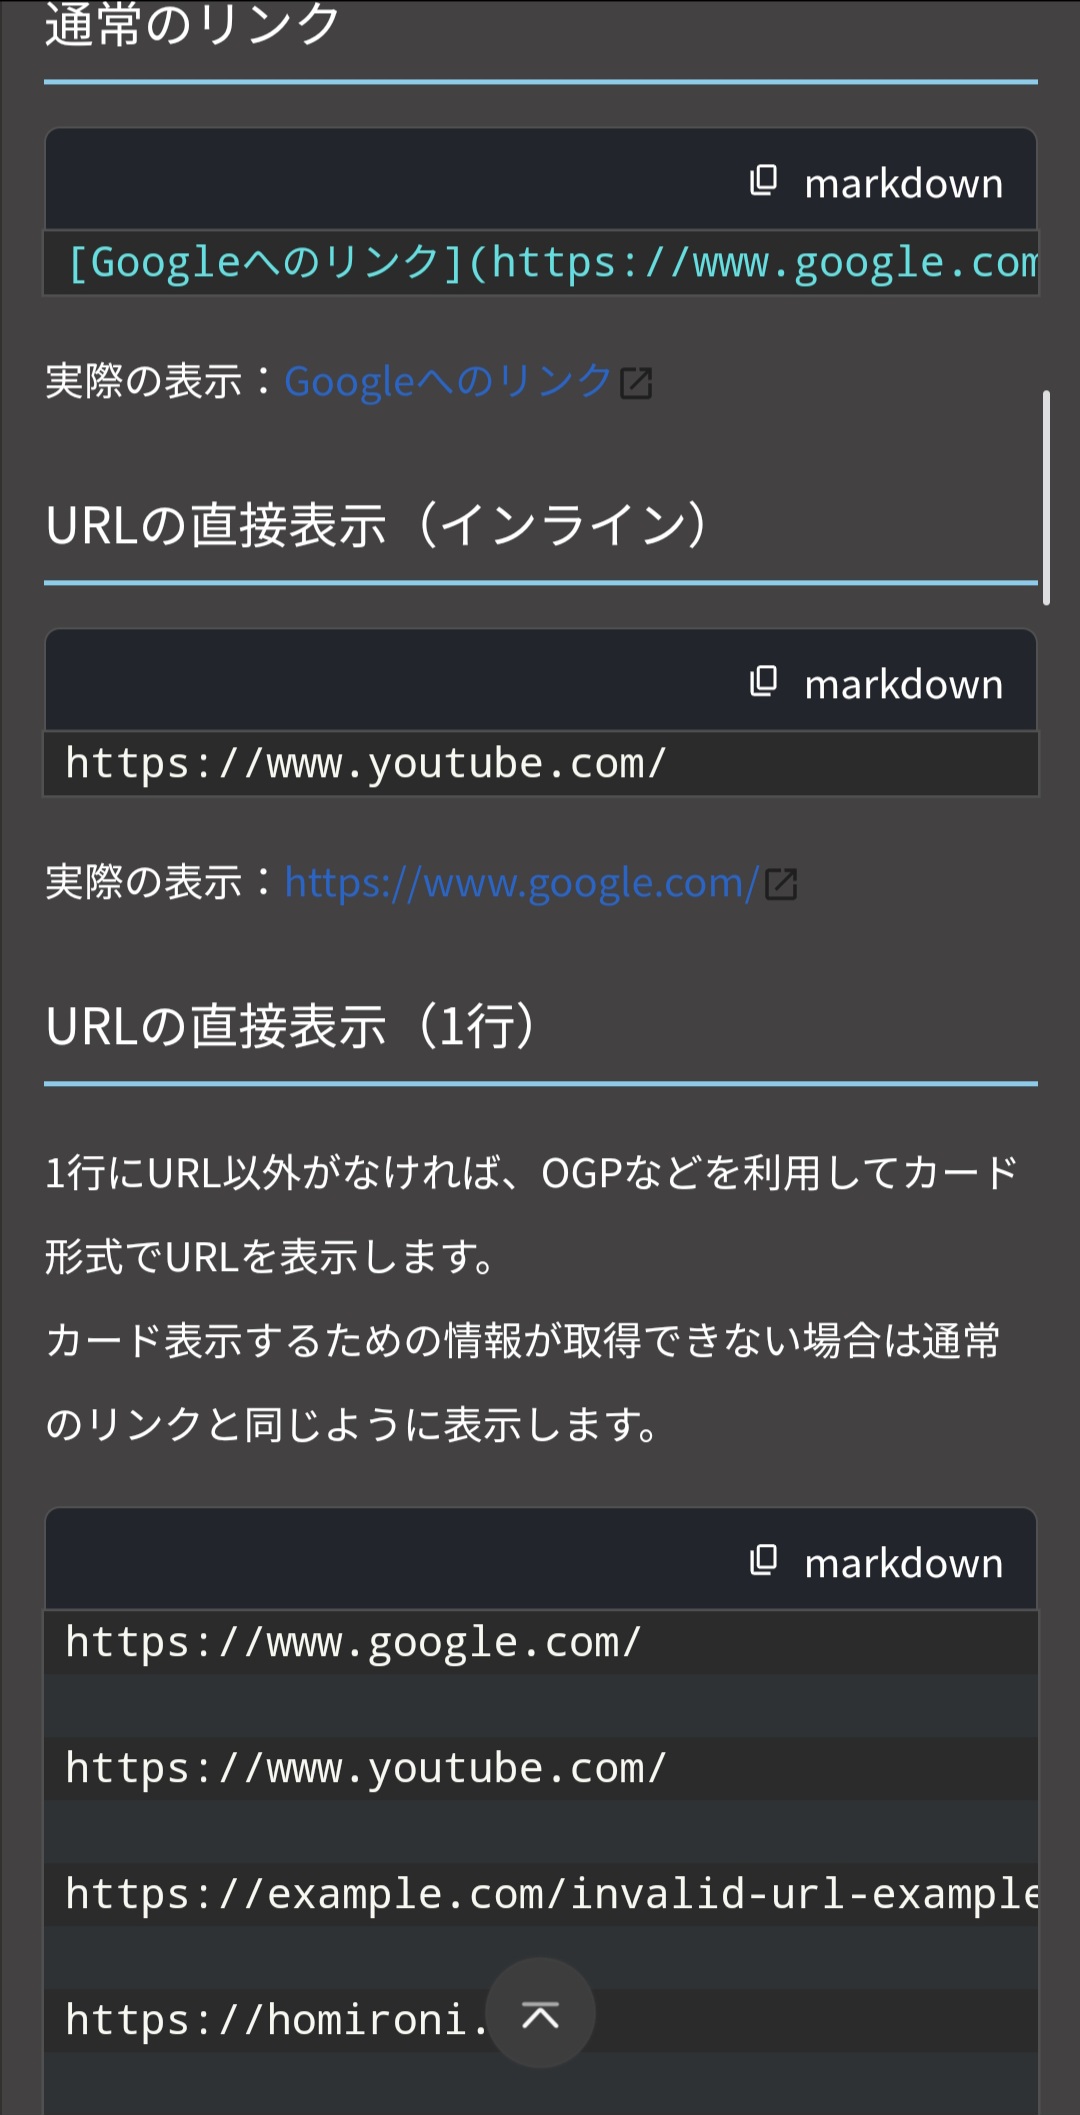 通常のリンク
markdown
[Googleへのリンク](https://www.google.com
実際の表示：Googleへのリンク
URLの直接表示（インライン）
markdown
https://www.youtube.com/
実際の表示：https://www.google.com/
URLの直接表示（1行）
1行にURL以外がなければ、OGPなどを利用してカード
形式でURLを表示します。
カード表示するための情報が取得できない場合は通常
のリンクと同じように表示します。
markdown
https://www.google.com/
https://www.youtube.com/
https://example.com/invalid-url-example
https://homironi.